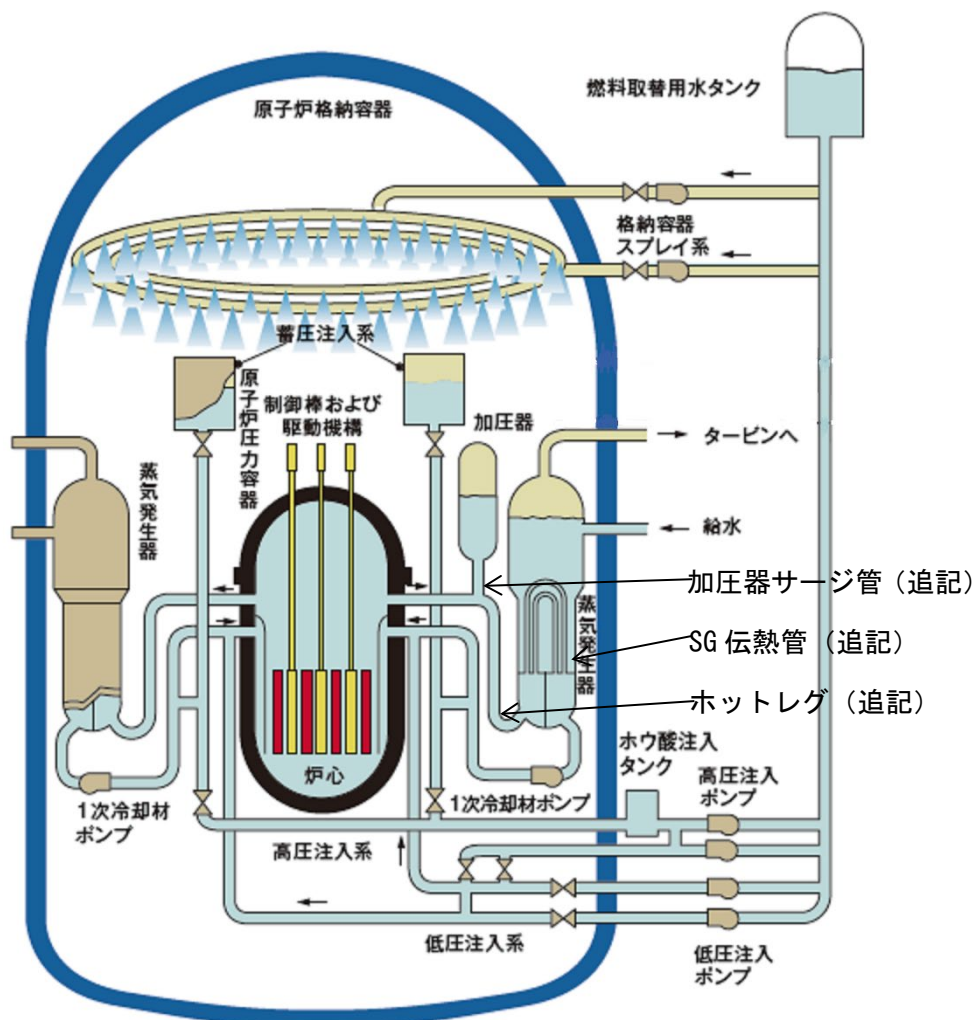 燃料取替用水タンク
原子炉格納容器
格納容器
スプレイ系
蓄圧注入系
原子炉圧力容器
制御棒および
駆動機構
加圧器
タービンへ
蒸気発生器
給水
加圧器サージ管（追記）
蒸気発生器
SG 伝熱管（追記）
ホットレグ（追記）
ホウ酸注入
タンク
高圧注入
ポンプ
炉心
1次冷却材
ポンプ
1次冷却材ポンプ
高圧注入系
低圧注入系
低圧注入
ポンプ